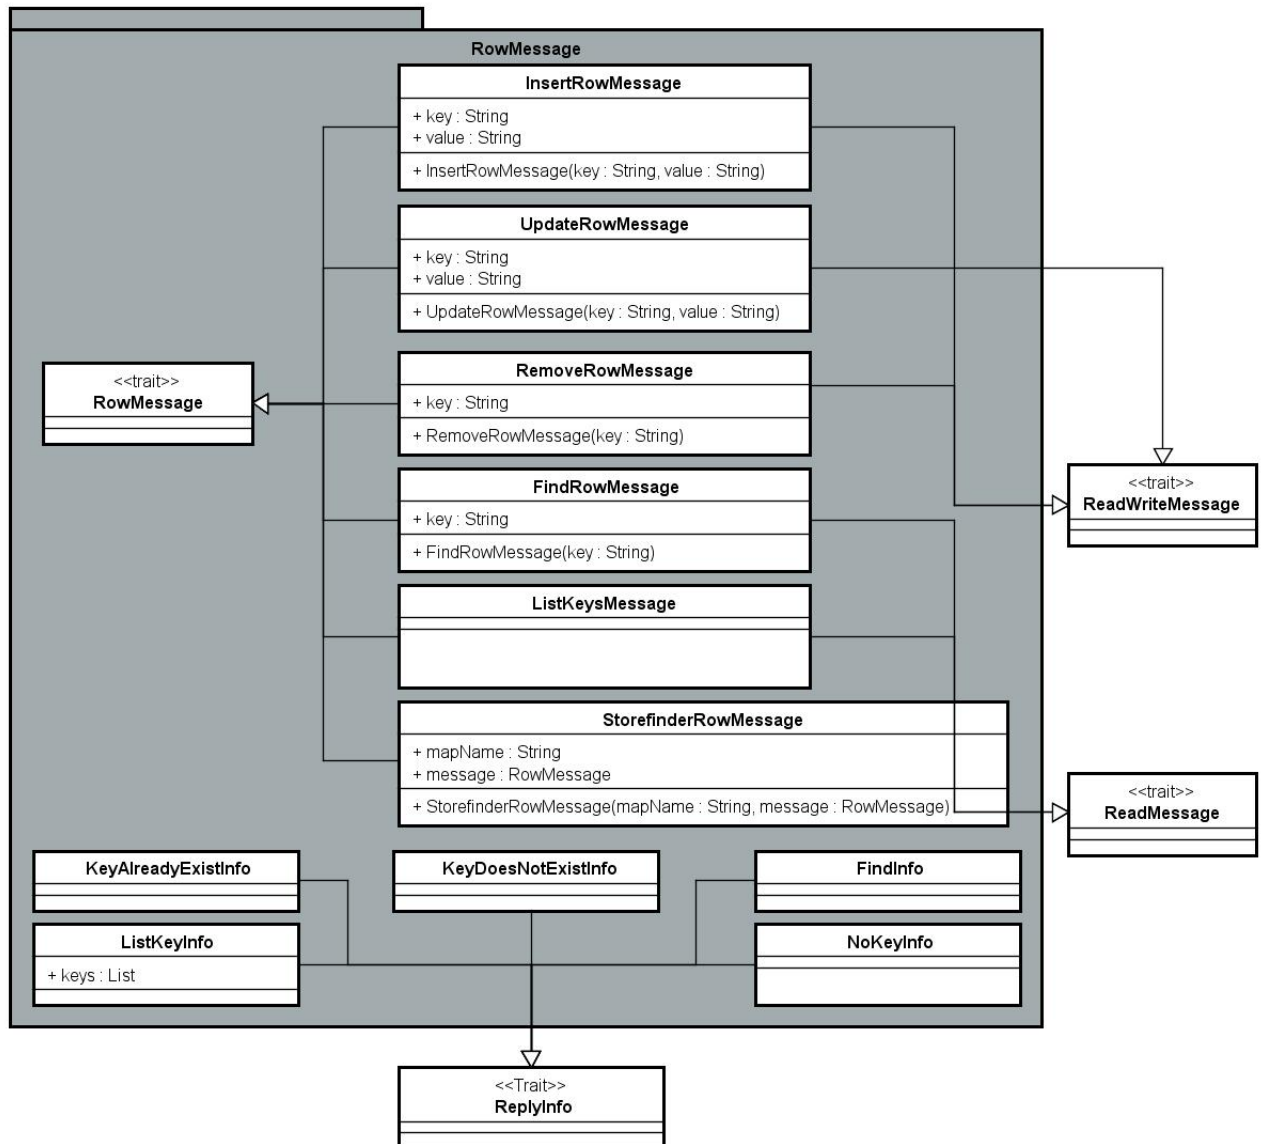 RowMessage
InsertRowMessage
+ key : String
+ value : String
+ InsertRowMessage(key : String, value : String)
UpdateRowMessage
+ key : String
+ value : String
+ UpdateRowMessage(key : String, value : String)
<<trait>>
RowMessage
RemoveRowMessage
+ key : String
+ RemoveRowMessage(key : String)
<<trait>>
ReadWriteMessage
FindRowMessage
+ key : String
+ FindRowMessage(key : String)
ListKeysMessage
StorefinderRowMessage
+ mapName : String
+ message : RowMessage
+ StorefinderRowMessage(mapName : String, message : RowMessage)
<<trait>>
ReadMessage
KeyAlreadyExistInfo
KeyDoesNotExistInfo
FindInfo
ListKeyInfo
+ keys : List
NoKeyInfo
<<Trait>>
ReplyInfo